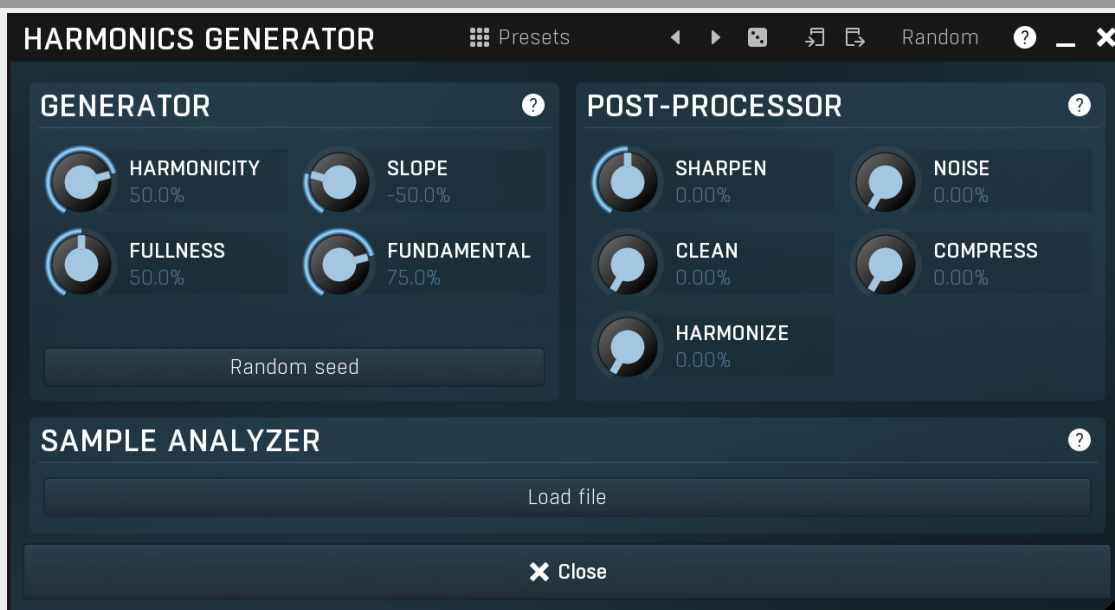 HARMONICS GENERATOR Presets Random ?
GENERATOR ?
HARMONICITY
50.0%
SLOPE
-50.0%
FULLNESS
50.0%
FUNDAMENTAL
75.0%
Random seed
POST-PROCESSOR ?
SHARPEN
0.00%
NOISE
0.00%
CLEAN
0.00%
COMPRESS
0.00%
HARMONIZE
0.00%
SAMPLE ANALYZER ?
Load file
Close